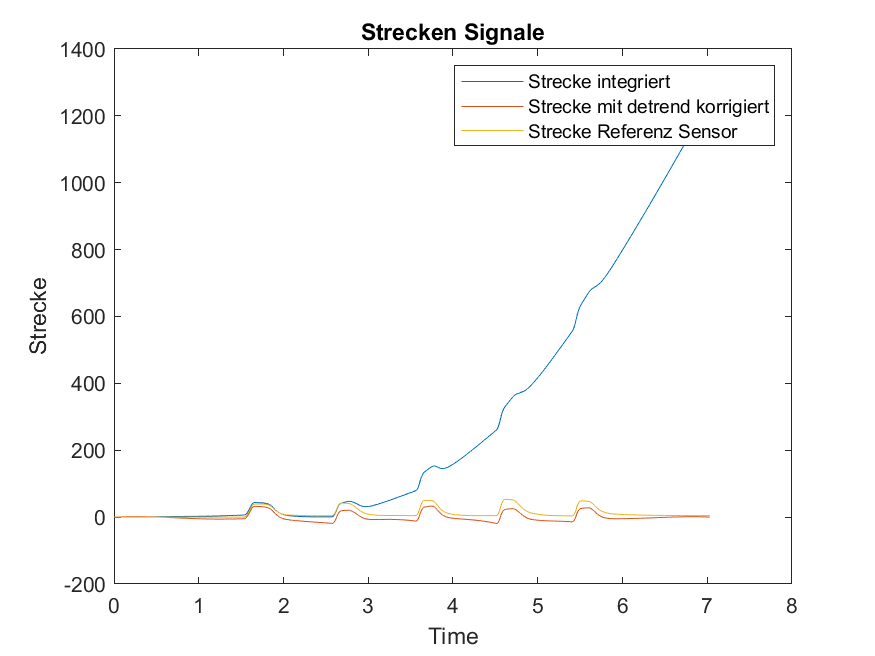 Strecken Signale
1400
1200
1000
800
600
400
200
0
-200
Strecke
Strecke integriert
Strecke mit detrend korrigiert
Strecke Referenz Sensor
0 1 2 3 4 5 6 7 8
Time